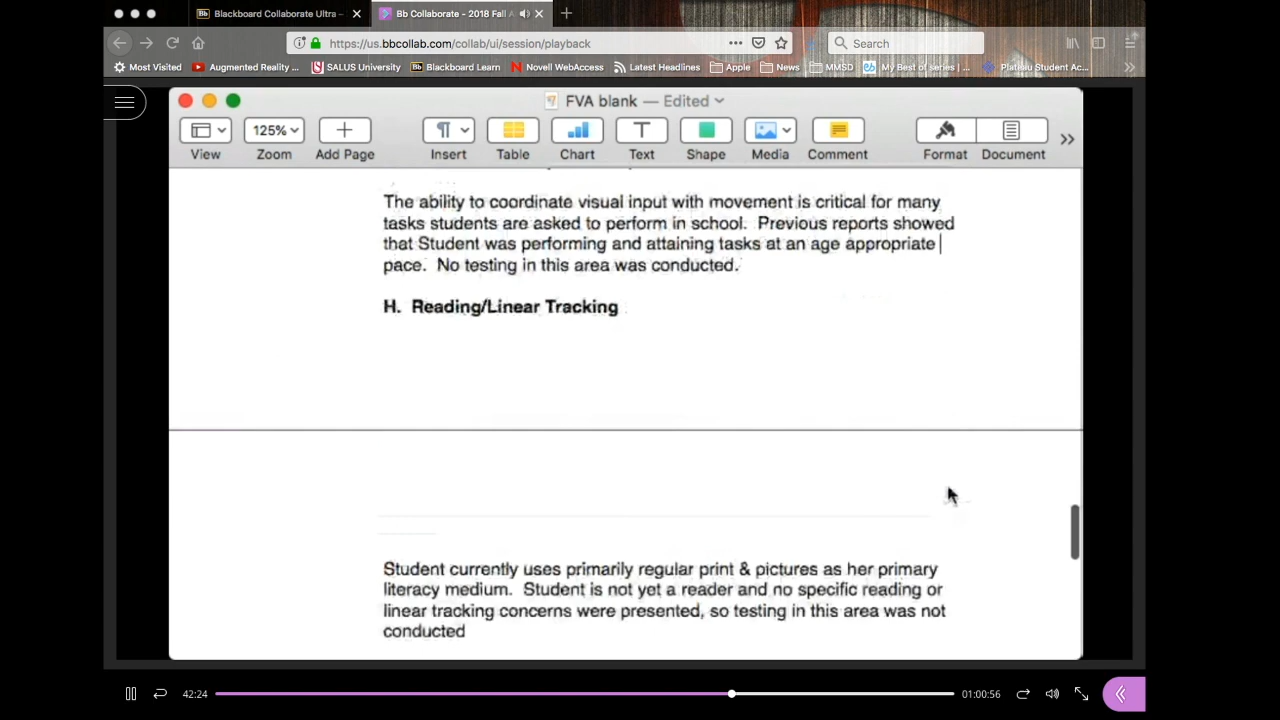 Blackboard Collaborate Ultra –
Bb Collaborate - 2018 Fall A
https://us.bbcollab.com/collab/ui/session/playback
Search
Most Visited
Augmented Reality ...
SALUS University
Blackboard Learn
Novell WebAccess
Latest Headlines
Apple
News
MMSD
My Best of series | ...
Plateau Student Ac...
FVA blank — Edited
125%
View
Zoom
Add Page
Insert
Table
Chart
Text
Shape
Media
Comment
Format
Document
The ability to coordinate visual input with movement is critical for many
tasks students are asked to perform in school. Previous reports showed
that Student was performing and attaining tasks at an age appropriate
pace. No testing in this area was conducted.
H. Reading/Linear Tracking
Student currently uses primarily regular print & pictures as her primary
literacy medium. Student is not yet a reader and no specific reading or
linear tracking concerns were presented, so testing in this area was not
conducted
42:24
01:00:56